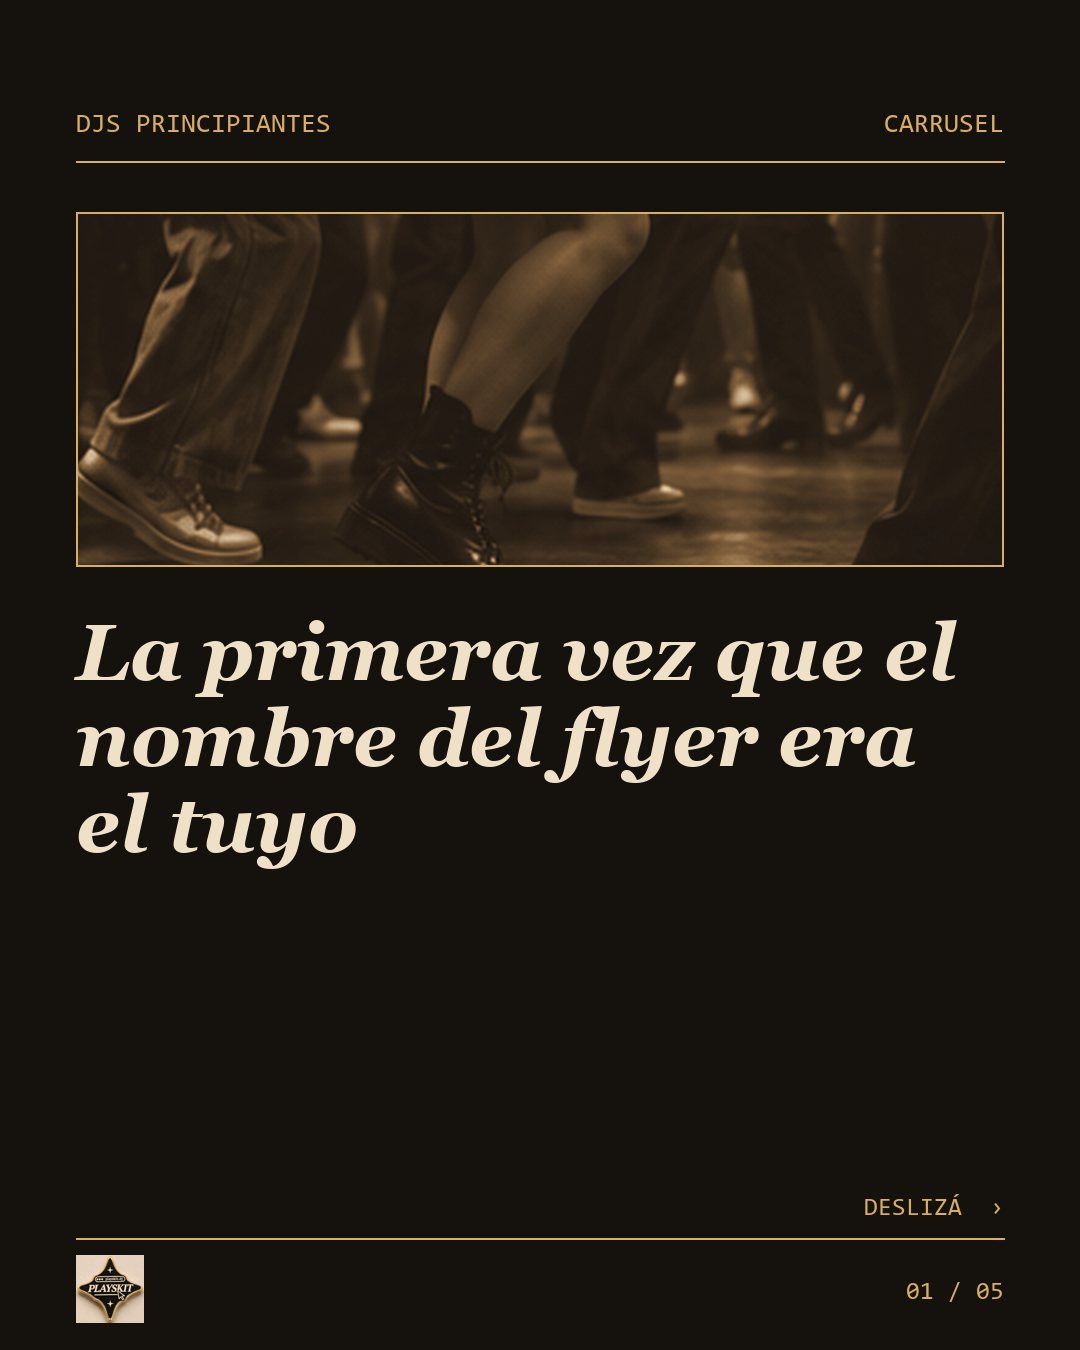 DJS PRINCIPIANTES
CARRUSEL
La primera vez que el
nombre del flyer era
el tuyo
DESLIZÁ ›
PLAYSKIT
01 / 05